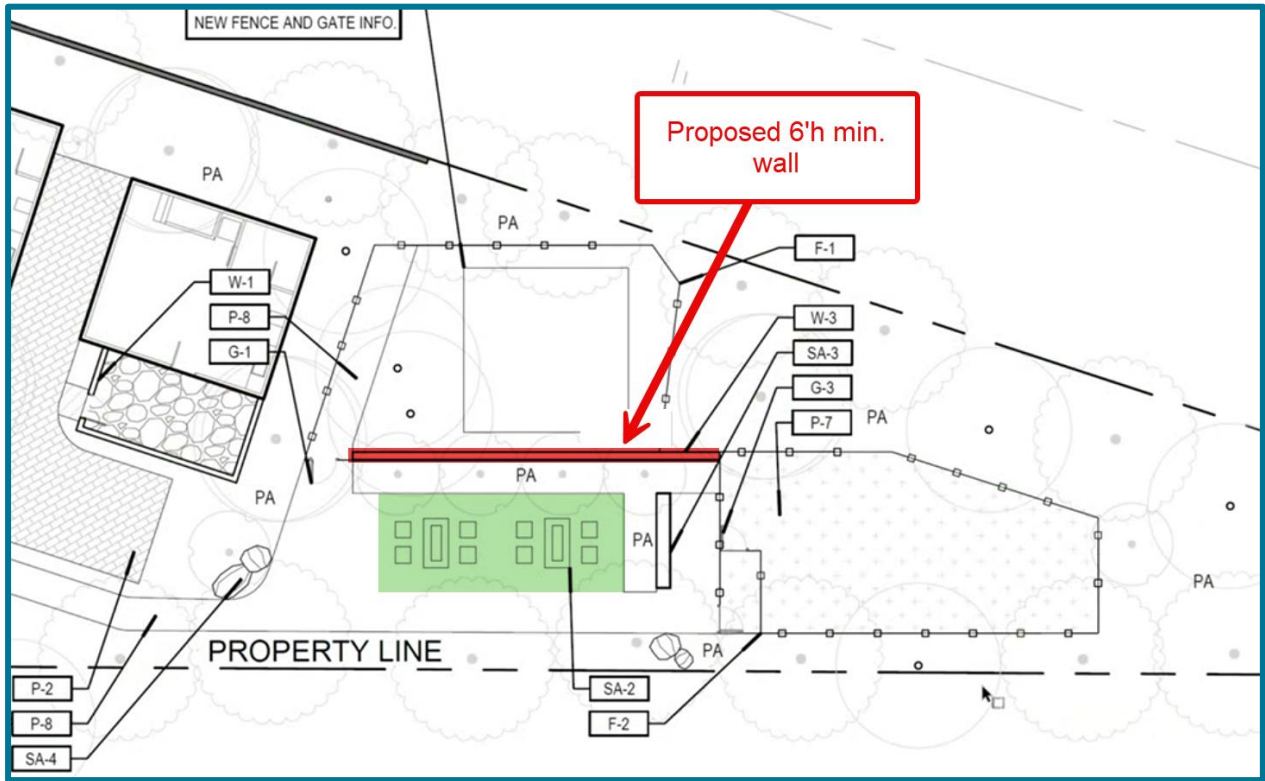 NEW FENCE AND GATE INFO.
Proposed 6'h min.
wall
PA
PA
F-1
W-1
P-8
G-1
W-3
SA-3
G-3
P-7
PA
PA
PA
PA
PA
PROPERTY LINE
PA
P-2
P-8
SA-4
SA-2
F-2